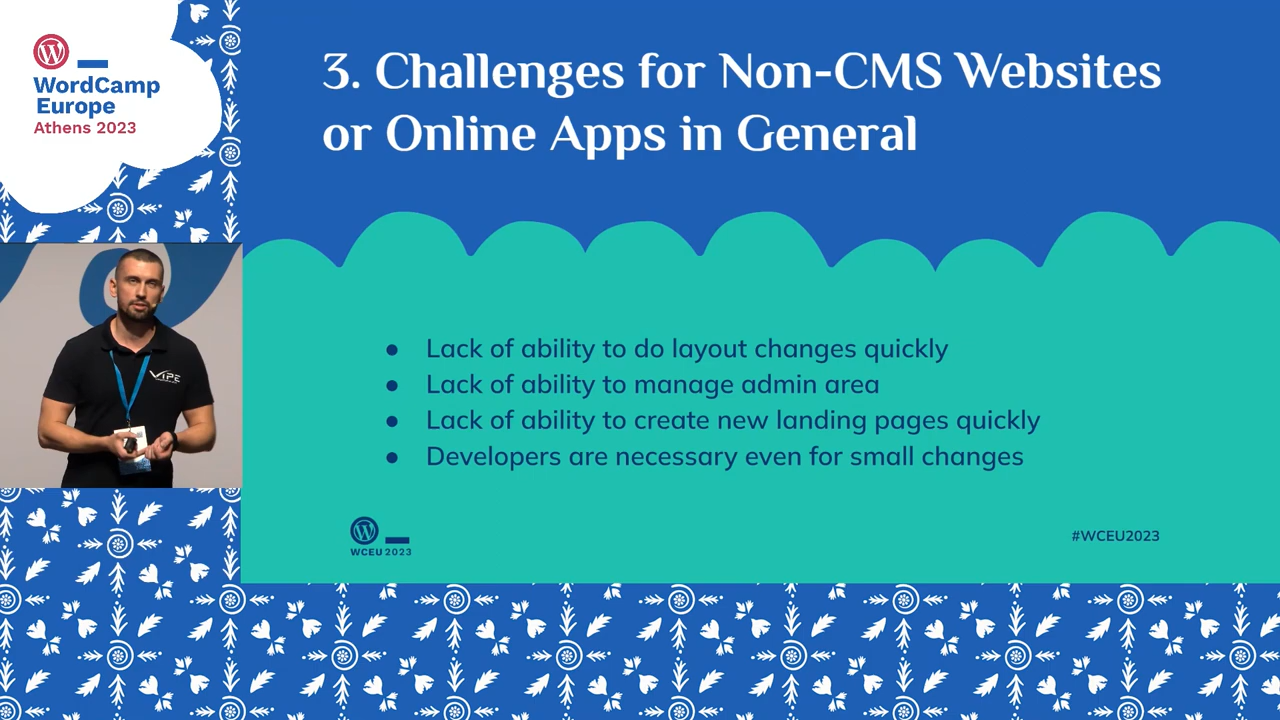 WordCamp
Europe
Athens 2023
3. Challenges for Non-CMS Websites
or Online Apps in General
VIPE
● Lack of ability to do layout changes quickly
● Lack of ability to manage admin area
● Lack of ability to create new landing pages quickly
● Developers are necessary even for small changes
WCEU 2023
#WCEU2023